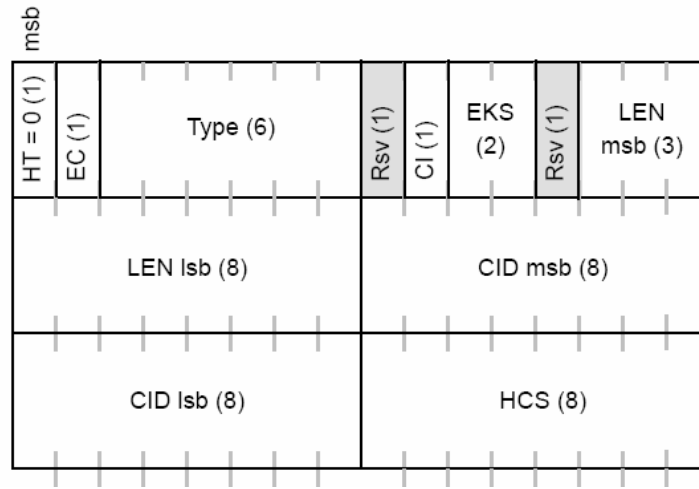 msb
HT = 0 (1)
EC (1)
Type (6)
Rsv (1)
CI (1)
EKS
(2)
Rsv (1)
LEN
msb (3)
LEN lsb (8)
CID msb (8)
CID lsb (8)
HCS (8)